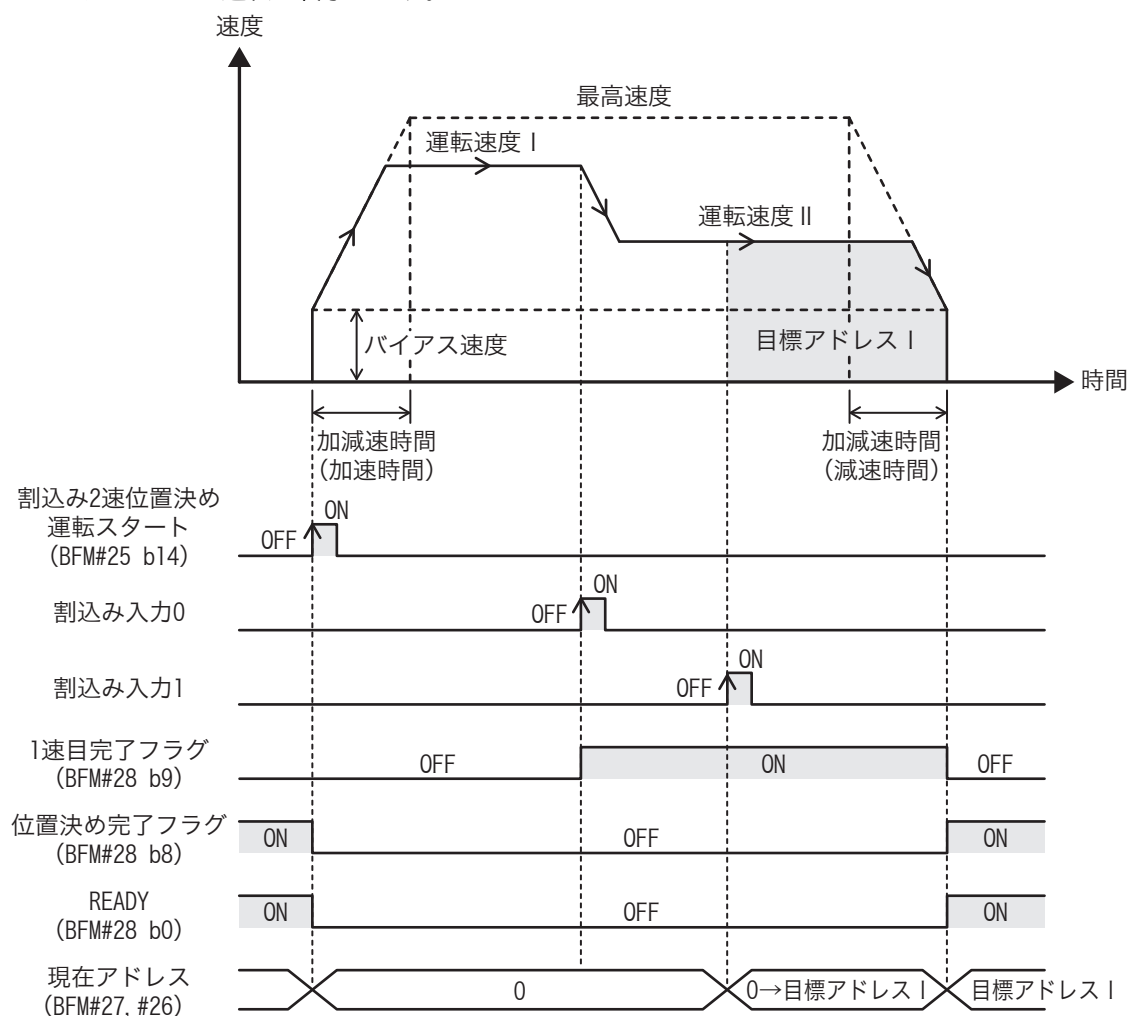 速度
最高速度
運転速度Ⅰ
運転速度Ⅱ
バイアス速度
目標アドレスⅠ
時間
加減速時間
(加速時間)
加減速時間
(減速時間)
割込み2速位置決め
運転スタート
(BFM#25 b14)
OFF
ON
割込み入力0
OFF
ON
割込み入力1
OFF
ON
1速目完了フラグ
(BFM#28 b9)
OFF
ON
OFF
位置決め完了フラグ
(BFM#28 b8)
ON
OFF
ON
READY
(BFM#28 b0)
ON
OFF
ON
現在アドレス
(BFM#27, #26)
0
0→目標アドレスⅠ
目標アドレスⅠ